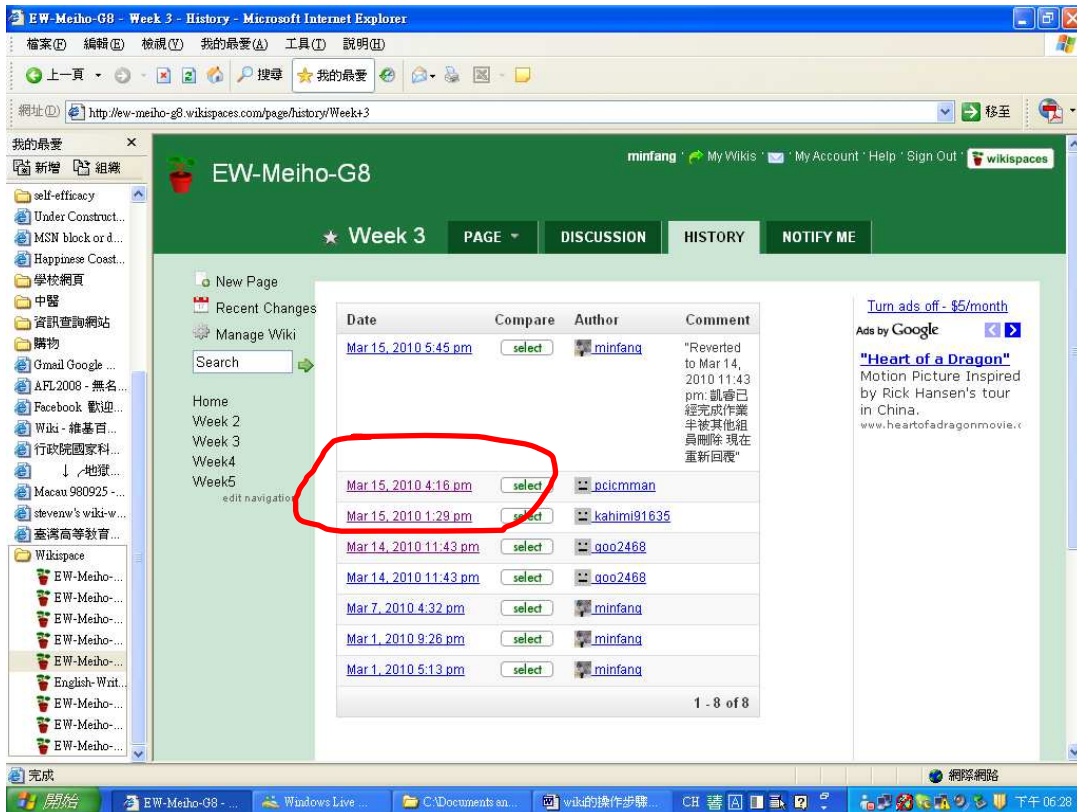 EW-Meiho-G8 - Week 3 - History - Microsoft Internet Explorer
檔案(F) 編輯(E) 檢視(V) 我的最愛(A) 工具(T) 說明(H)
上一頁 搜尋 我的最愛
網址(D) http://ew-meiho-g8.wikispaces.com/page/history/Week+3 移至
我的最愛 x
新增 組織
self-efficacy
Under Construct...
MSN block or d...
Happinese Coast...
學校網頁
中醫
資訊查詢網站
購物
Gmail Google ...
AFL2008 - 無名...
Facebook 歡迎...
Wiki - 維基百...
行政院國家科...
↓ ╭地獄...
Macau 980925 -...
stevenw's wiki-w...
臺灣高等教育...
Wikispace
EW-Meiho-...
EW-Meiho-...
EW-Meiho-...
EW-Meiho-...
EW-Meiho-...
English-Writ...
EW-Meiho-...
EW-Meiho-...
EW-Meiho-...
EW-Meiho-G8
minfang My Wikis My Account Help Sign Out wikispaces
Week 3 PAGE DISCUSSION HISTORY NOTIFY ME
New Page
Recent Changes
Manage Wiki
Search
Home
Week 2
Week 3
Week4
Week5
edit navigation
Date Compare Author Comment
Mar 15, 2010 5:45 pm select minfang "Reverted
to Mar 14,
2010 11:43
pm: 凱睿已
經完成作業
半被其他組
員刪除 現在
重新回覆"
Mar 15, 2010 4:16 pm select pcicmman
Mar 15, 2010 1:29 pm select kahimi91635
Mar 14, 2010 11:43 pm select qoo2468
Mar 14, 2010 11:43 pm select qoo2468
Mar 7, 2010 4:32 pm select minfang
Mar 1, 2010 9:26 pm select minfang
Mar 1, 2010 5:13 pm select minfang
1 - 8 of 8
Turn ads off - $5/month
Ads by Google
"Heart of a Dragon"
Motion Picture Inspired
by Rick Hansen's tour
in China.
www.heartofadragonmovie.c
完成 網際網路
開始 EW-Meiho-G8 - ... Windows Live ... C:\Documents an... wiki的操作步驟... CH 下午 06:28